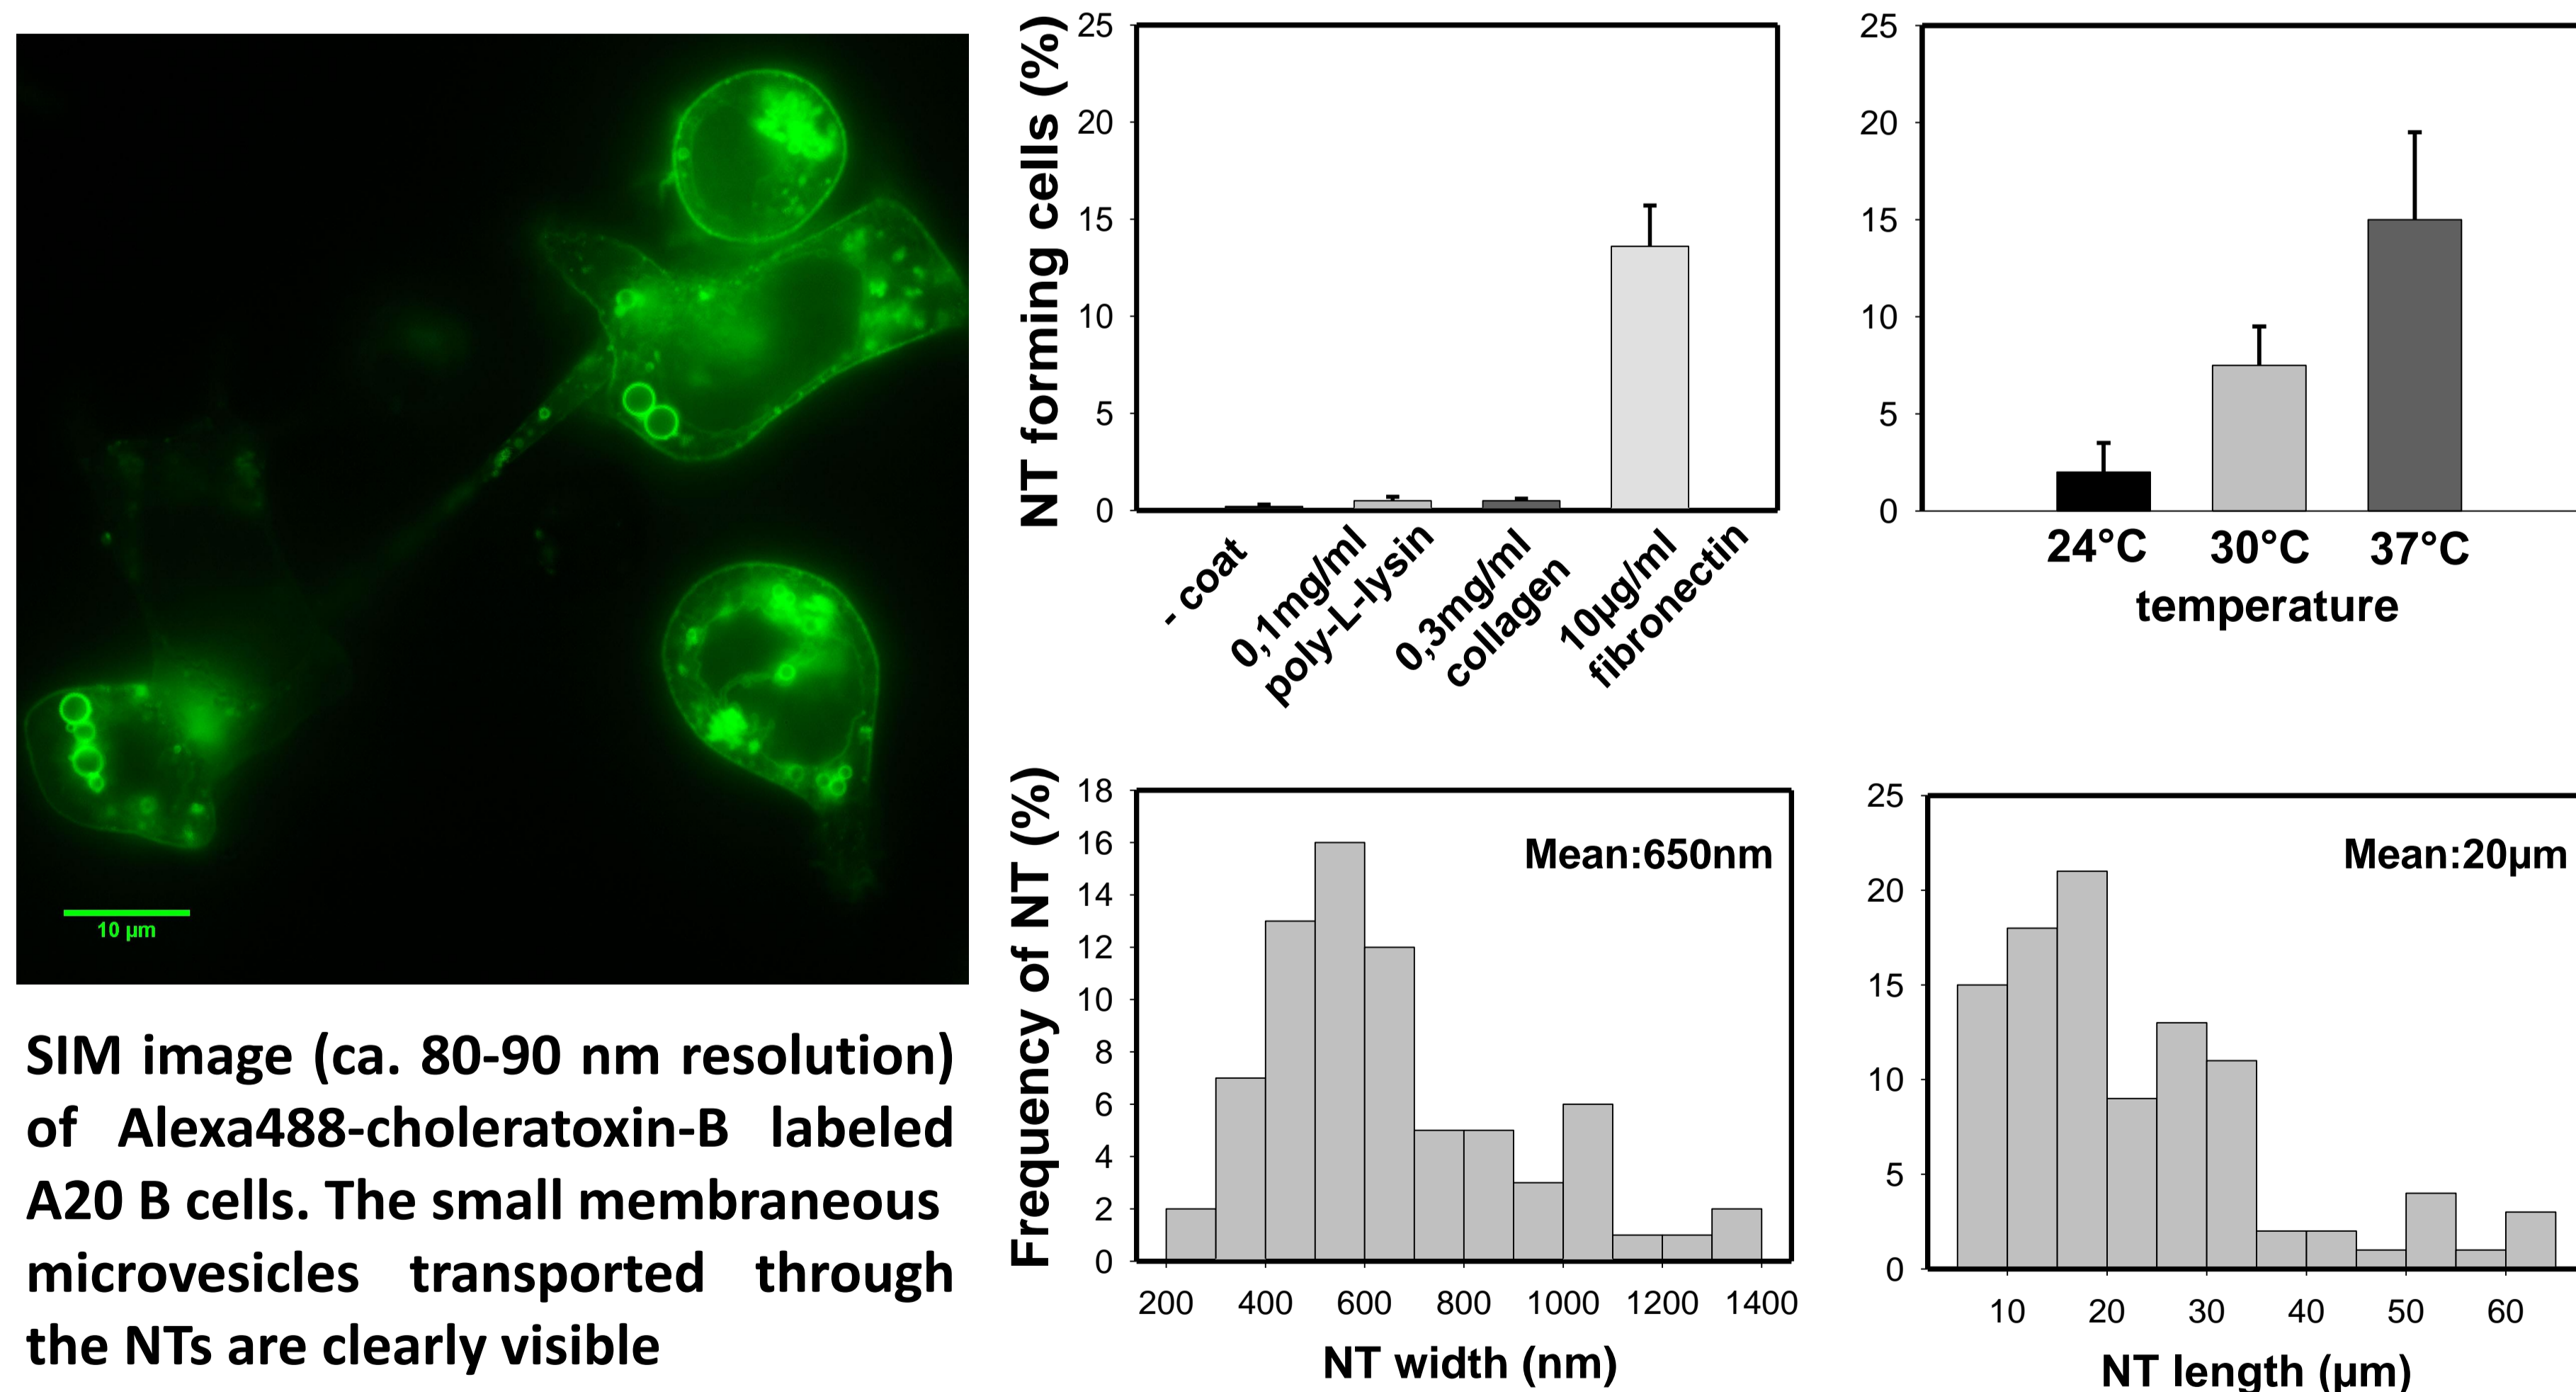 10 µm
SIM image (ca. 80-90 nm resolution)
of Alexa488-choleratoxin-B labeled
A20 B cells. The small membraneous
microvesicles transported through
the NTs are clearly visible
NT forming cells (%)
25
20
15
10
5
0
- coat
0,1mg/ml
poly-L-lysin
0,3mg/ml
collagen
10µg/ml
fibronectin
25
20
15
10
5
0
24°C 30°C 37°C
temperature
Frequency of NT (%)
18
16
14
12
10
8
6
4
2
0
Mean:650nm
200 400 600 800 1000 1200 1400
NT width (nm)
25
20
15
10
5
0
Mean:20µm
10 20 30 40 50 60
NT length (µm)